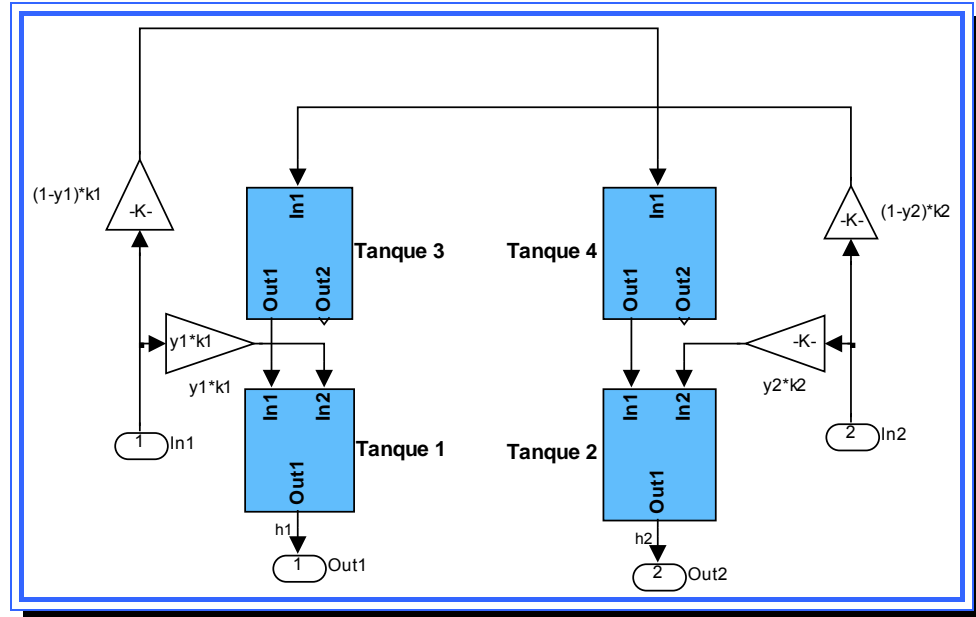 (1-y1)*k1
-K-
In1
Tanque 3
Out1
Out2
Tanque 4
In1
Out1
Out2
-K-
(1-y2)*k2
y1*k1
y1*k1
-K-
y2*k2
1
In1
In1
In2
Tanque 1
Out1
Tanque 2
In1
In2
Out1
2
In2
h1
1
Out1
h2
2
Out2